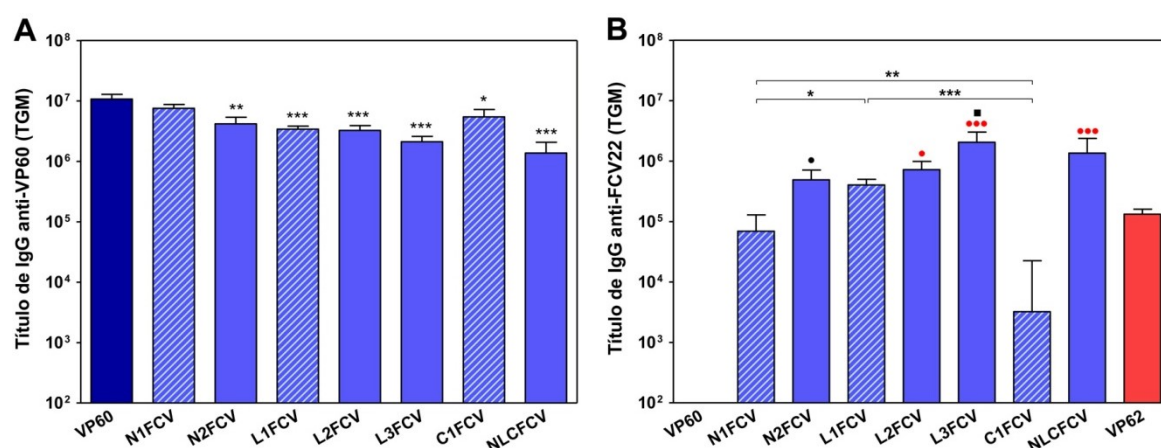 A
Título de IgG anti-VP60 (TGM)
10⁸
10⁷
10⁶
10⁵
10⁴
10³
10²
** *** *** *** * ***
VP60 N1FCV N2FCV L1FCV L2FCV L3FCV C1FCV NLCFCV
B
Título de IgG anti-FCV22 (TGM)
10⁸
10⁷
10⁶
10⁵
10⁴
10³
10²
**
* ***
■
● ● ●●● ●●●
VP60 N1FCV N2FCV L1FCV L2FCV L3FCV C1FCV NLCFCV VP62